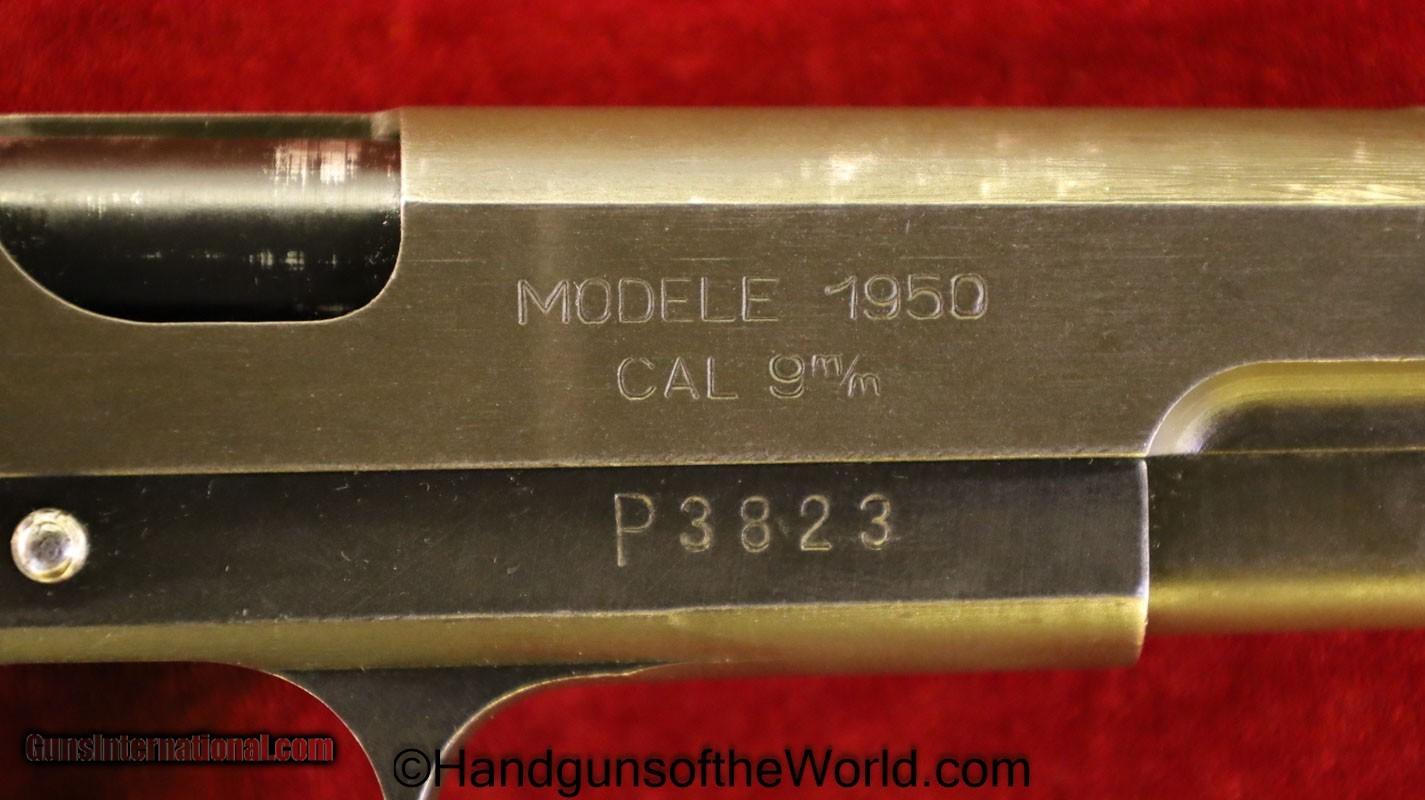 MODELE 1950
CAL 9m/m
P3823
GunsInternational.com
©HandgunsoftheWorld.com